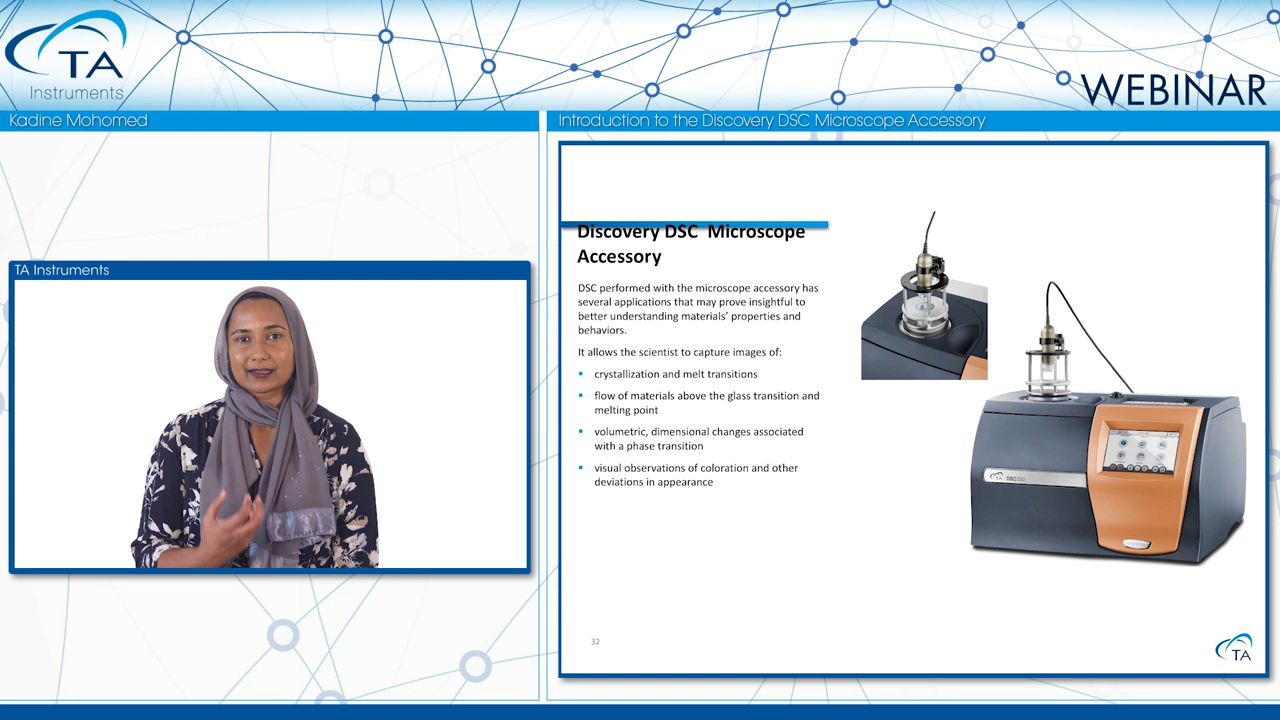 TA
Instruments
WEBINAR
Kadine Mohomed
Introduction to the Discovery DSC Microscope Accessory
TA Instruments
Discovery DSC Microscope
Accessory
DSC performed with the microscope accessory has
several applications that may prove insightful to
better understanding materials' properties and
behaviors.
It allows the scientist to capture images of:
crystallization and melt transitions
flow of materials above the glass transition and
melting point
volumetric, dimensional changes associated
with a phase transition
visual observations of coloration and other
deviations in appearance
32
TA